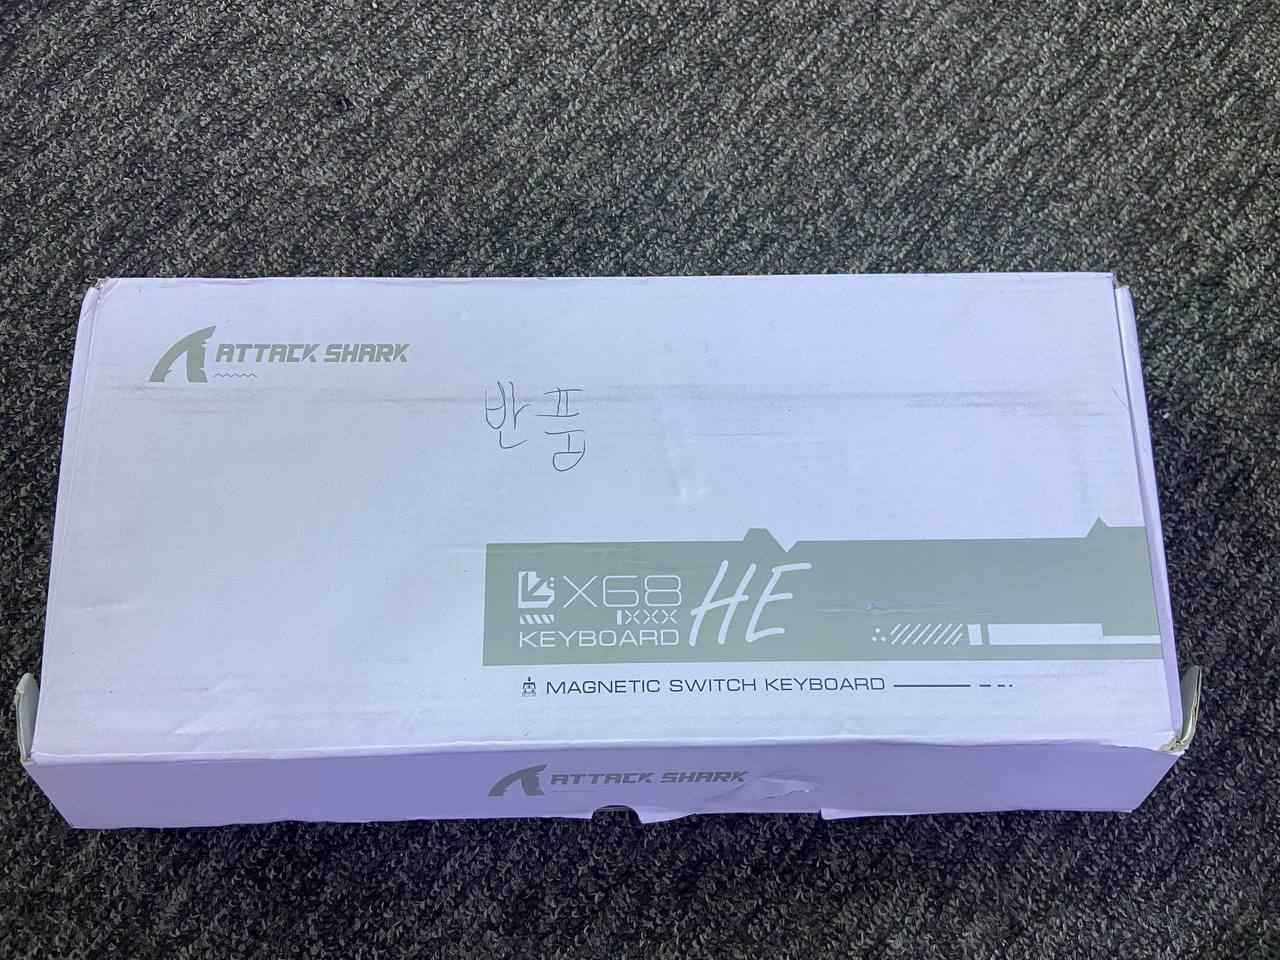 ATTACK SHARK
반품
X68 HE
KEYBOARD
MAGNETIC SWITCH KEYBOARD
ATTACK SHARK